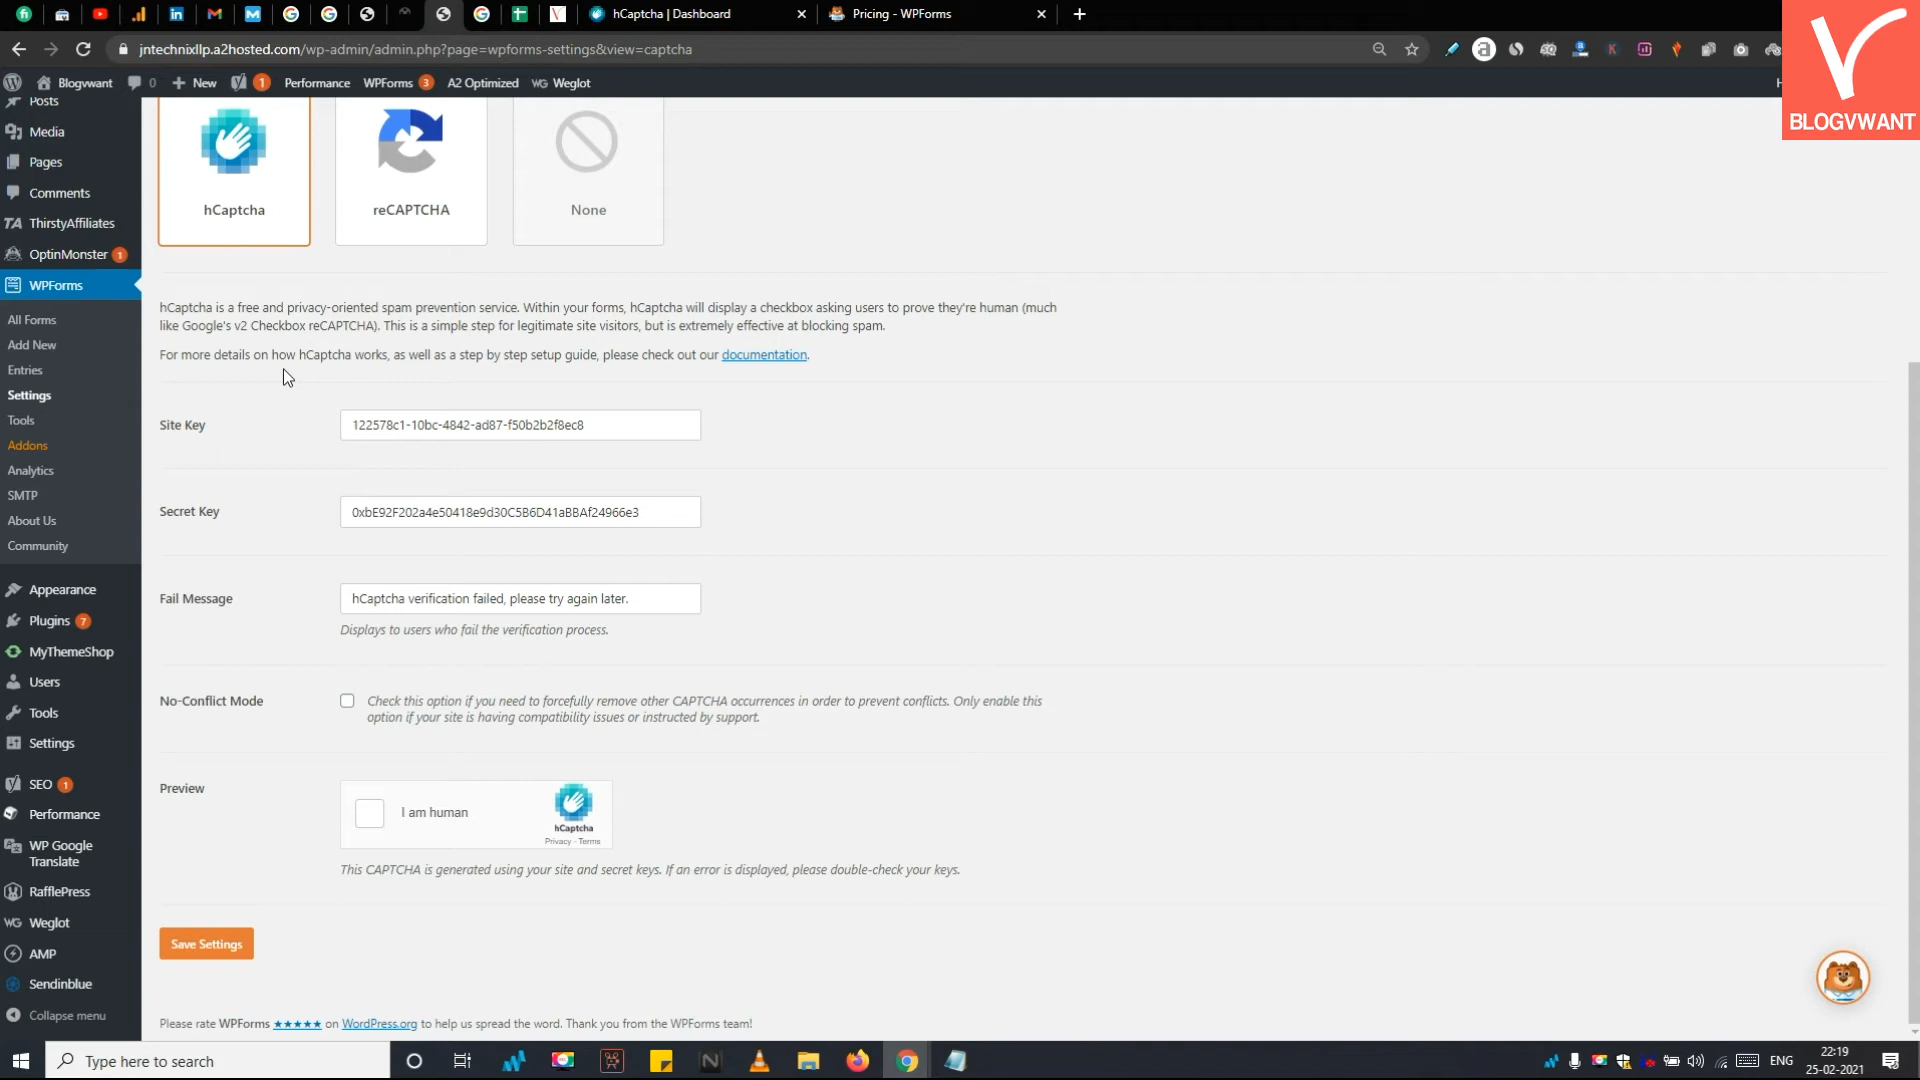 hCaptcha | Dashboard
Pricing - WPForms
jntechnixllp.a2hosted.com/wp-admin/admin.php?page=wpforms-settings&view=captcha
BLOGVWANT
Blogvwant
0
New
1
Performance
WPForms 3
A2 Optimized
WG Weglot
Posts
Media
Pages
Comments
TA ThirstyAffiliates
OptinMonster 1
WPForms
All Forms
Add New
Entries
Settings
Tools
Addons
Analytics
SMTP
About Us
Community
Appearance
Plugins 7
MyThemeShop
Users
Tools
Settings
SEO 1
Performance
WP Google
Translate
RafflePress
WG Weglot
AMP
Sendinblue
Collapse menu
hCaptcha
reCAPTCHA
None
hCaptcha is a free and privacy-oriented spam prevention service. Within your forms, hCaptcha will display a checkbox asking users to prove they're human (much
like Google's v2 Checkbox reCAPTCHA). This is a simple step for legitimate site visitors, but is extremely effective at blocking spam.
For more details on how hCaptcha works, as well as a step by step setup guide, please check out our documentation.
Site Key
122578c1-10bc-4842-ad87-f50b2b2f8ec8
Secret Key
0xbE92F202a4e50418e9d30C5B6D41aBBAf24966e3
Fail Message
hCaptcha verification failed, please try again later.
Displays to users who fail the verification process.
No-Conflict Mode
Check this option if you need to forcefully remove other CAPTCHA occurrences in order to prevent conflicts. Only enable this
option if your site is having compatibility issues or instructed by support.
Preview
I am human
hCaptcha
Privacy - Terms
This CAPTCHA is generated using your site and secret keys. If an error is displayed, please double-check your keys.
Save Settings
Please rate WPForms ★★★★★ on WordPress.org to help us spread the word. Thank you from the WPForms team!
Type here to search
ENG
22:19
25-02-2021